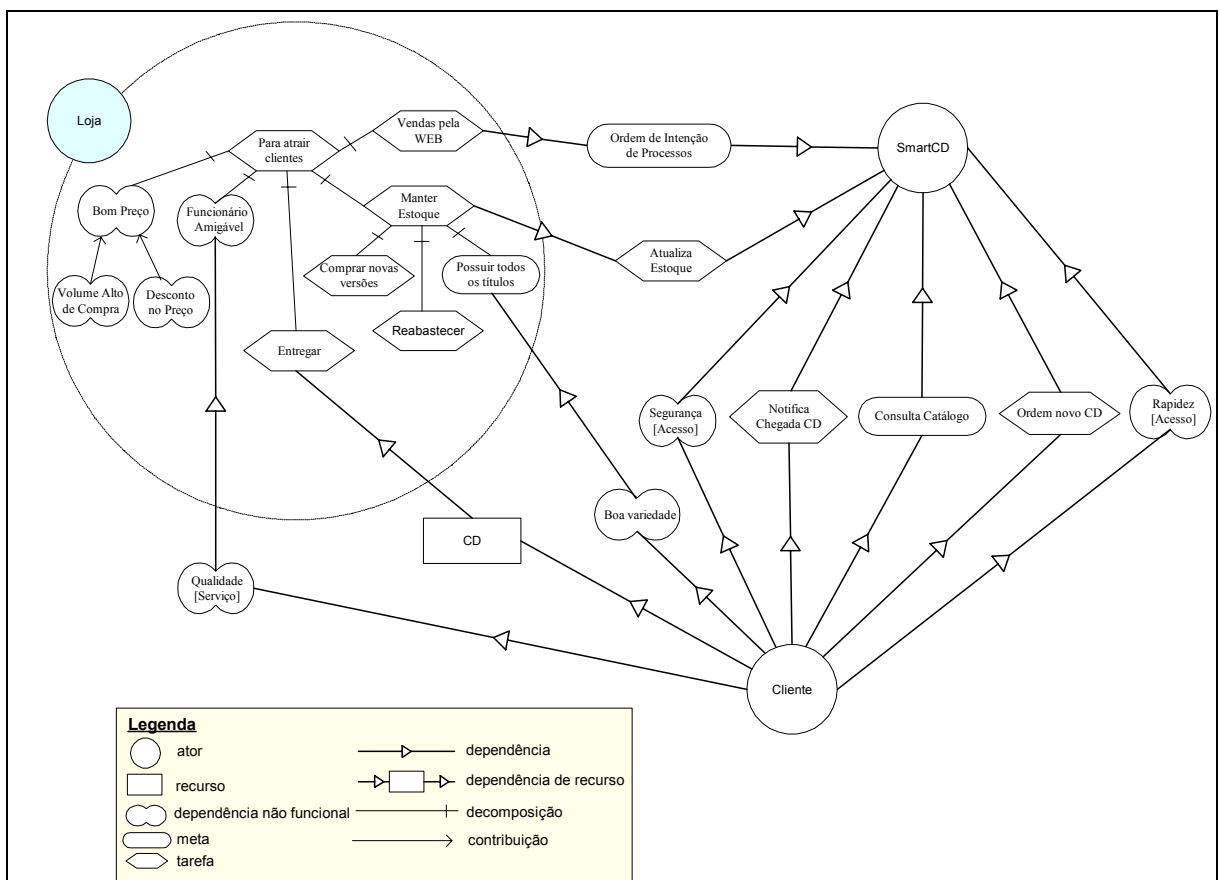 Loja
Para atrair
clientes
Vendas pela
WEB
Ordem de Intenção
de Processos
SmartCD
Bom Preço
Funcionário
Amigável
Manter
Estoque
Atualiza
Estoque
Comprar novas
versões
Possuir todos
os títulos
Volume Alto
de Compra
Desconto
no Preço
Reabastecer
Entregar
Segurança
[Acesso]
Notifica
Chegada CD
Consulta Catálogo
Ordem novo CD
Rapidez
[Acesso]
Boa variedade
CD
Qualidade
[Serviço]
Cliente
Legenda
ator
recurso
dependência não funcional
meta
tarefa
dependência
dependência de recurso
decomposição
contribuição